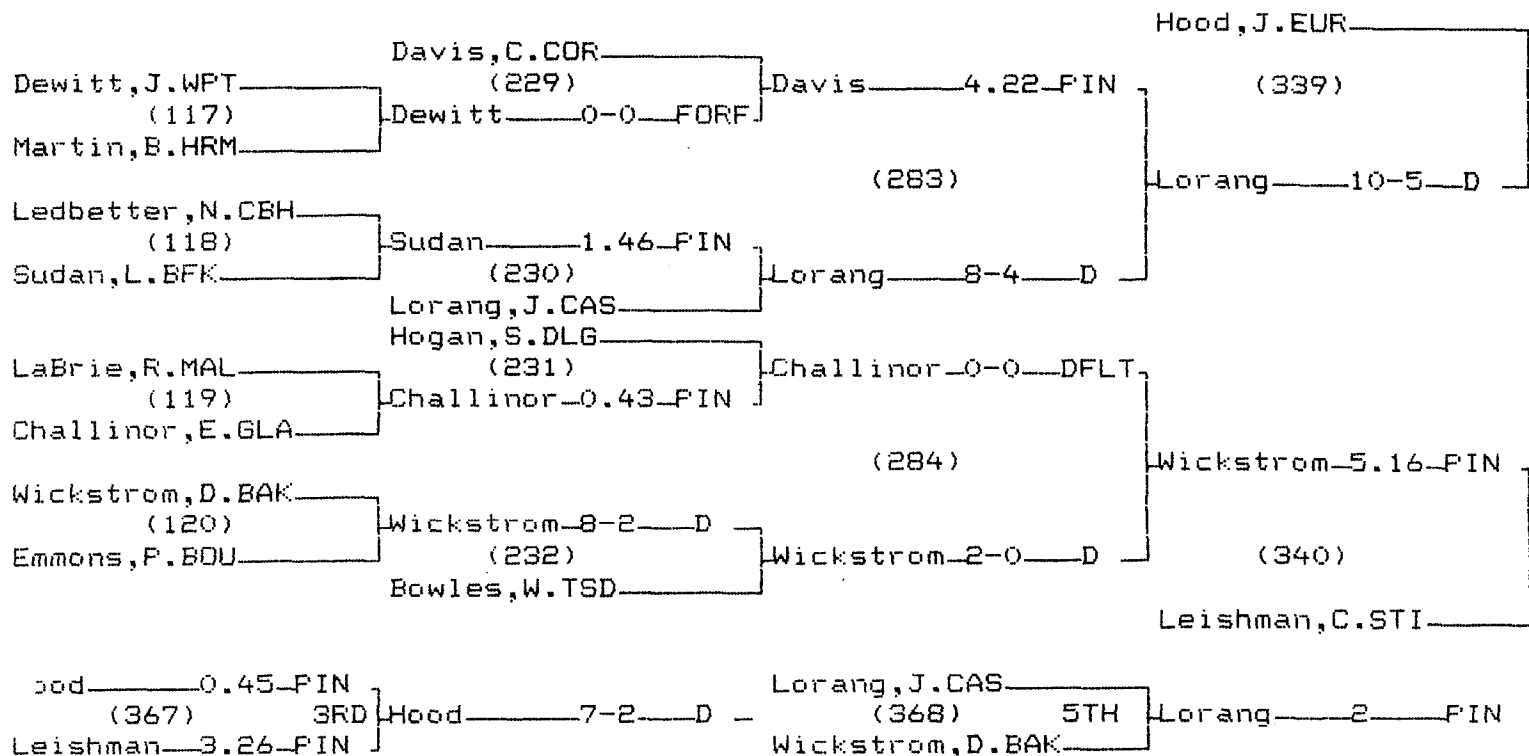 Hood,J.EUR
Davis,C.COR
Dewitt,J.WPT (229) Davis 4.22 PIN (339)
(117) Dewitt 0-0 FORF
Martin,B.HRM
(283) Lorang 10-5 D
Ledbetter,N.CBH
(118) Sudan 1.46 PIN
Sudan,L.BFK (230) Lorang 8-4 D
Lorang,J.CAS
Hogan,S.DLG
LaBrie,R.MAL (231) Challinor 0-0 DFLT
(119) Challinor 0.43 PIN
Challinor,E.GLA
(284) Wickstrom 5.16 PIN
Wickstrom,D.BAK
(120) Wickstrom 8-2 D
Emmons,P.BOU (232) Wickstrom 2-0 D (340)
Bowles,W.TSD
Leishman,C.STI
ood 0.45 PIN Lorang,J.CAS
(367) 3RD Hood 7-2 D (368) 5TH Lorang 2 PIN
Leishman 3.26 PIN Wickstrom,D.BAK